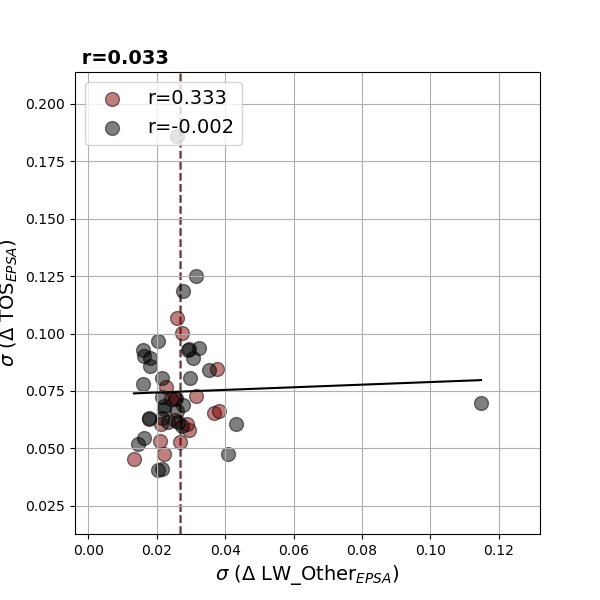 r=0.033
r=0.333
r=-0.002
0.200
0.175
0.150
0.125
0.100
0.075
0.050
0.025
σ (Δ TOS_EPSA)
0.00 0.02 0.04 0.06 0.08 0.10 0.12
σ (Δ LW_Other_EPSA)